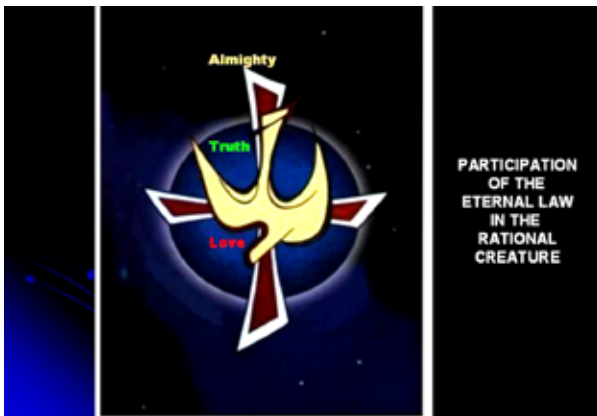 Almighty
Truth
Love
PARTICIPATION
OF THE
ETERNAL LAW
IN THE
RATIONAL
CREATURE